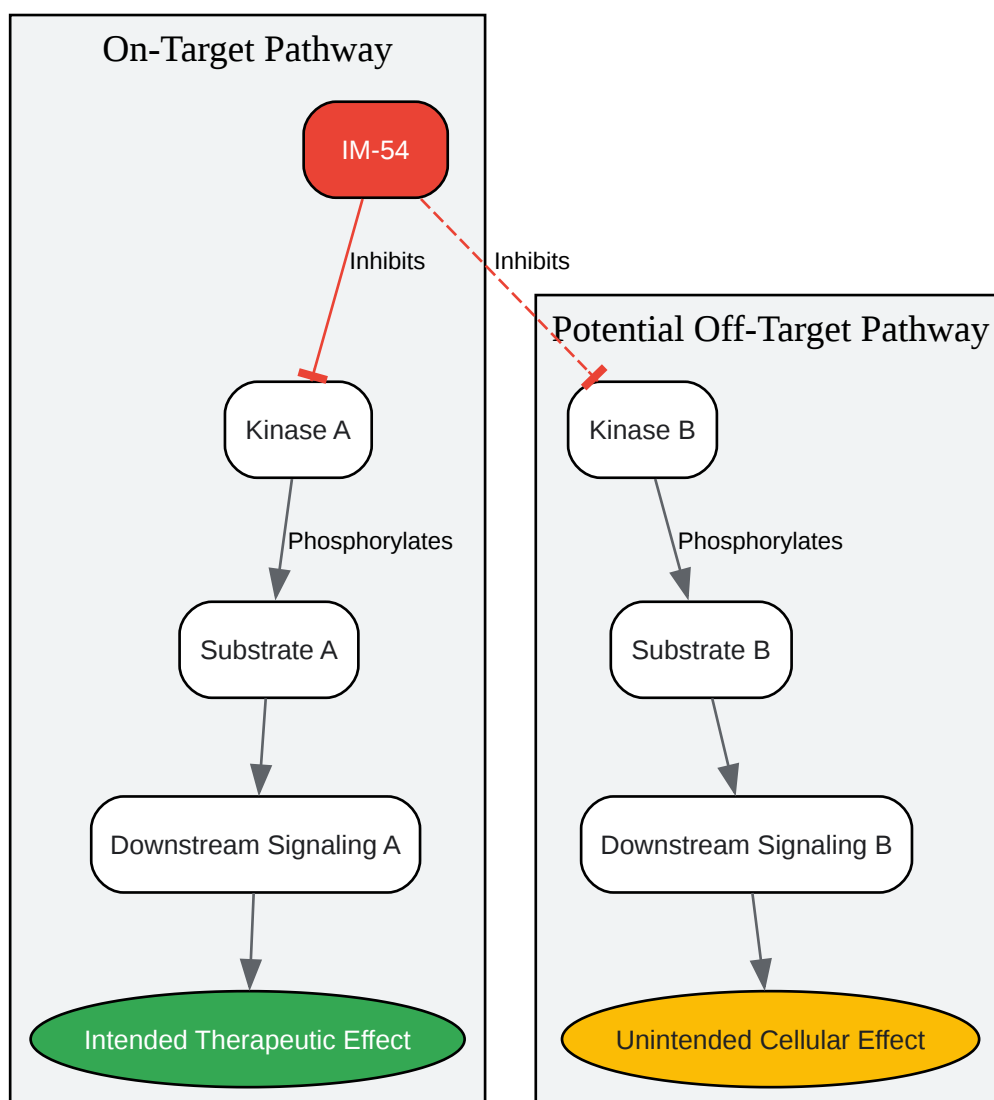 On-Target Pathway
IM-54
Inhibits
Inhibits
Potential Off-Target Pathway
Kinase A
Kinase B
Phosphorylates
Phosphorylates
Substrate A
Substrate B
Downstream Signaling A
Downstream Signaling B
Intended Therapeutic Effect
Unintended Cellular Effect